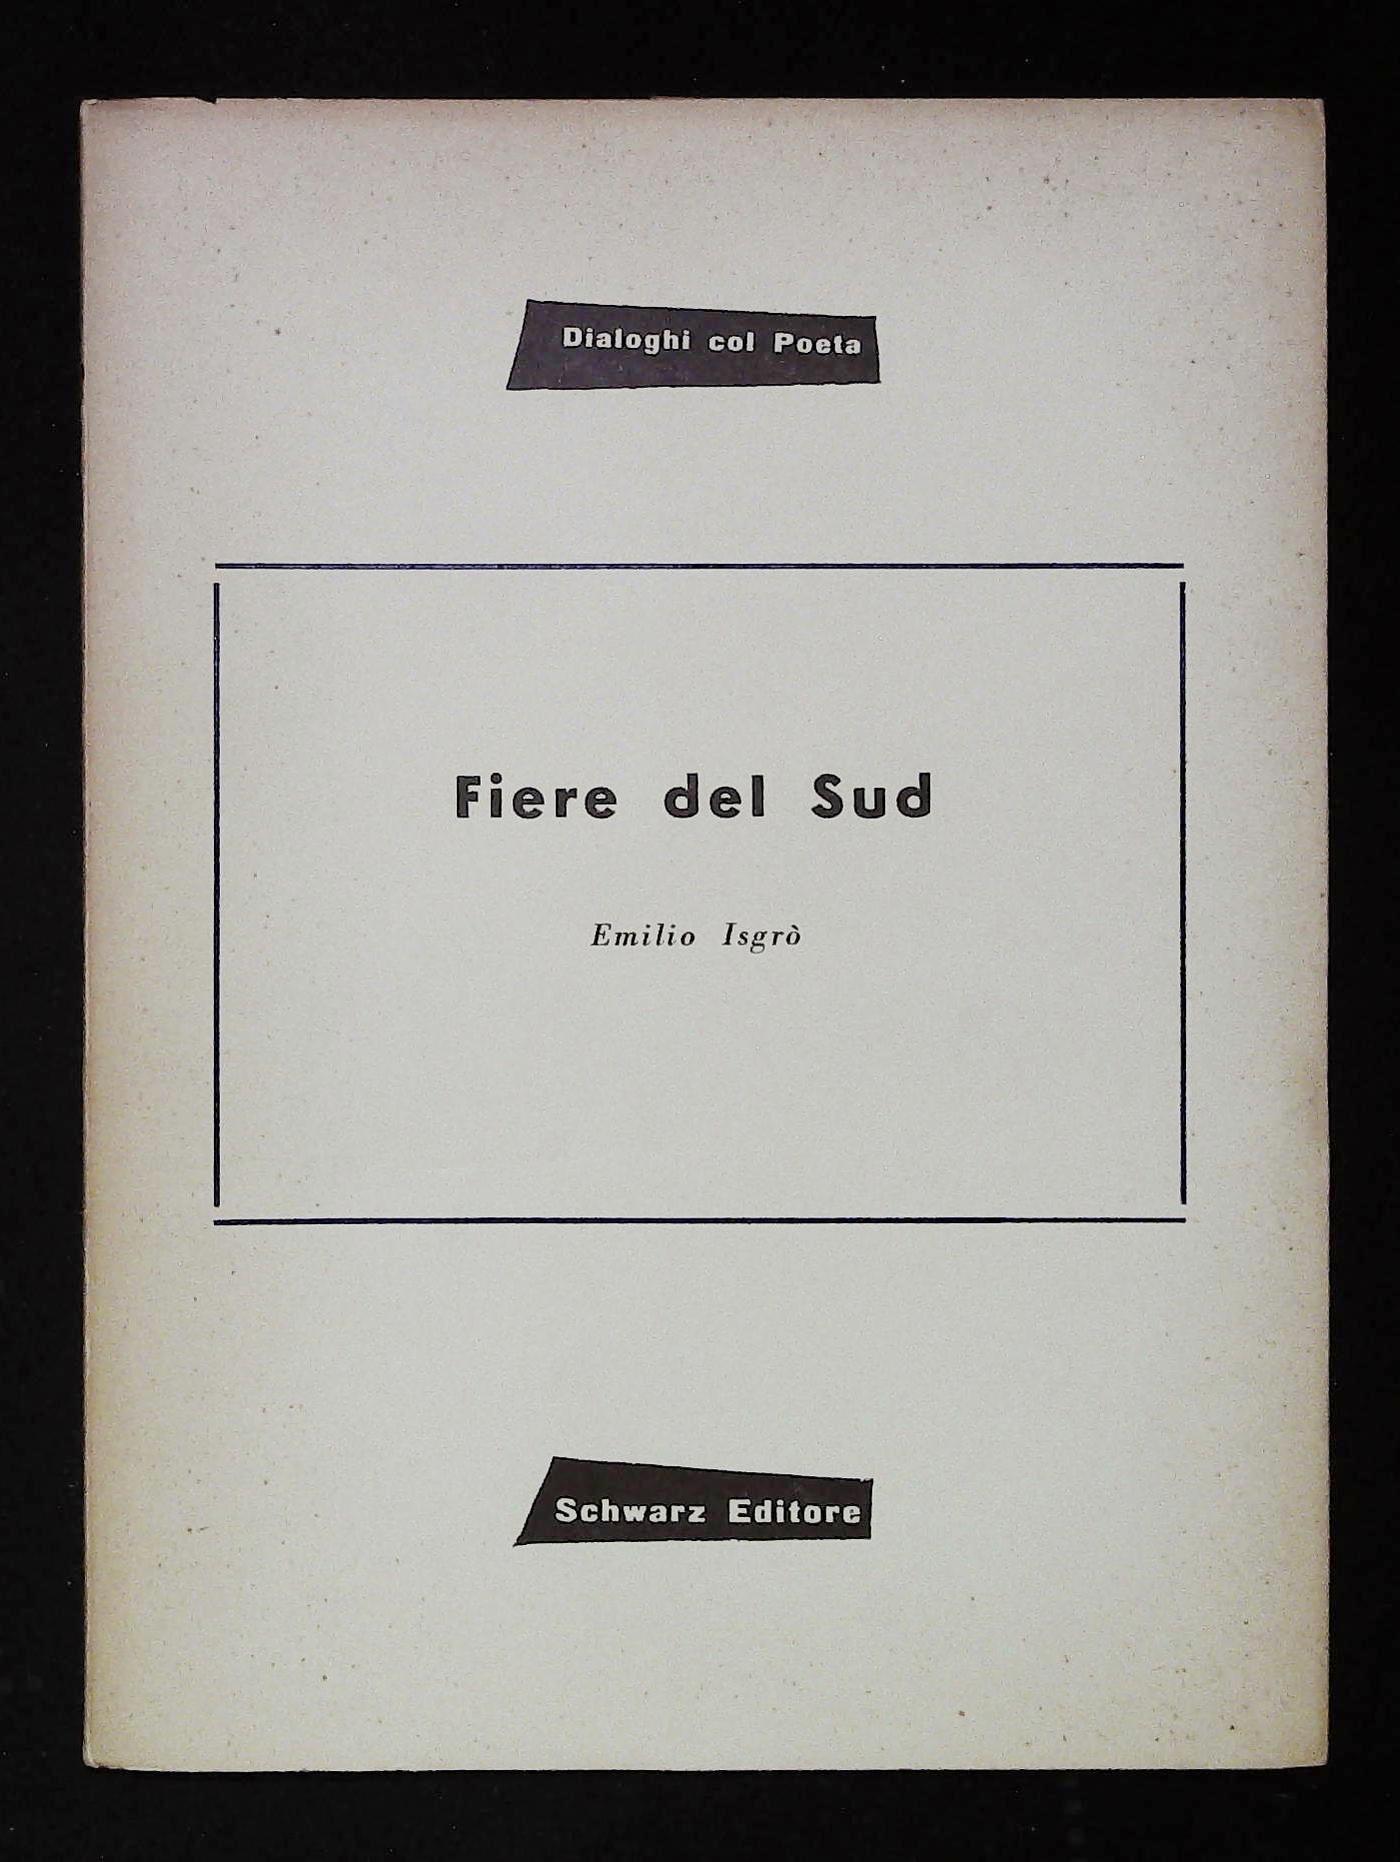 Dialoghi col Poeta
Fiere del Sud
Emilio Isgrò
Schwarz Editore